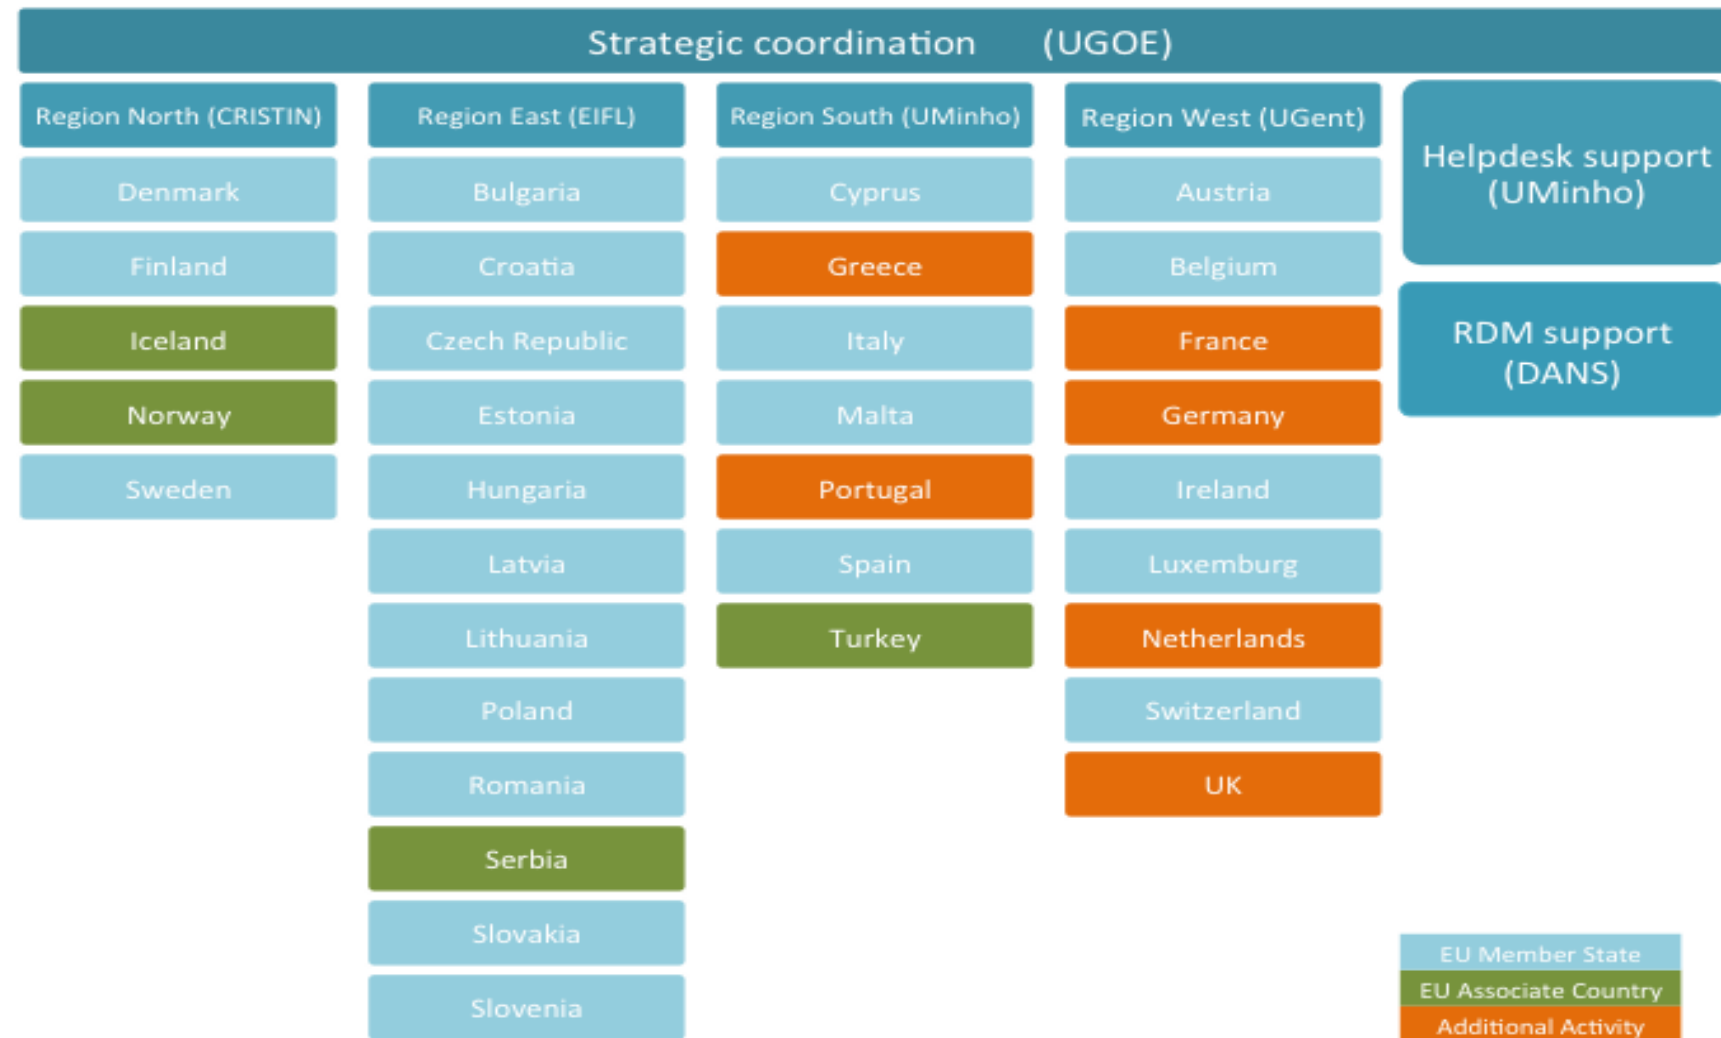 Strategic coordination (UGOE)
Region North (CRISTIN)
Denmark
Finland
Iceland
Norway
Sweden
Region East (EIFL)
Bulgaria
Croatia
Czech Republic
Estonia
Hungaria
Latvia
Lithuania
Poland
Romania
Serbia
Slovakia
Slovenia
Region South (UMinho)
Cyprus
Greece
Italy
Malta
Portugal
Spain
Turkey
Region West (UGent)
Austria
Belgium
France
Germany
Ireland
Luxemburg
Netherlands
Switzerland
UK
Helpdesk support
(UMinho)
RDM support
(DANS)
EU Member State
EU Associate Country
Additional Activity